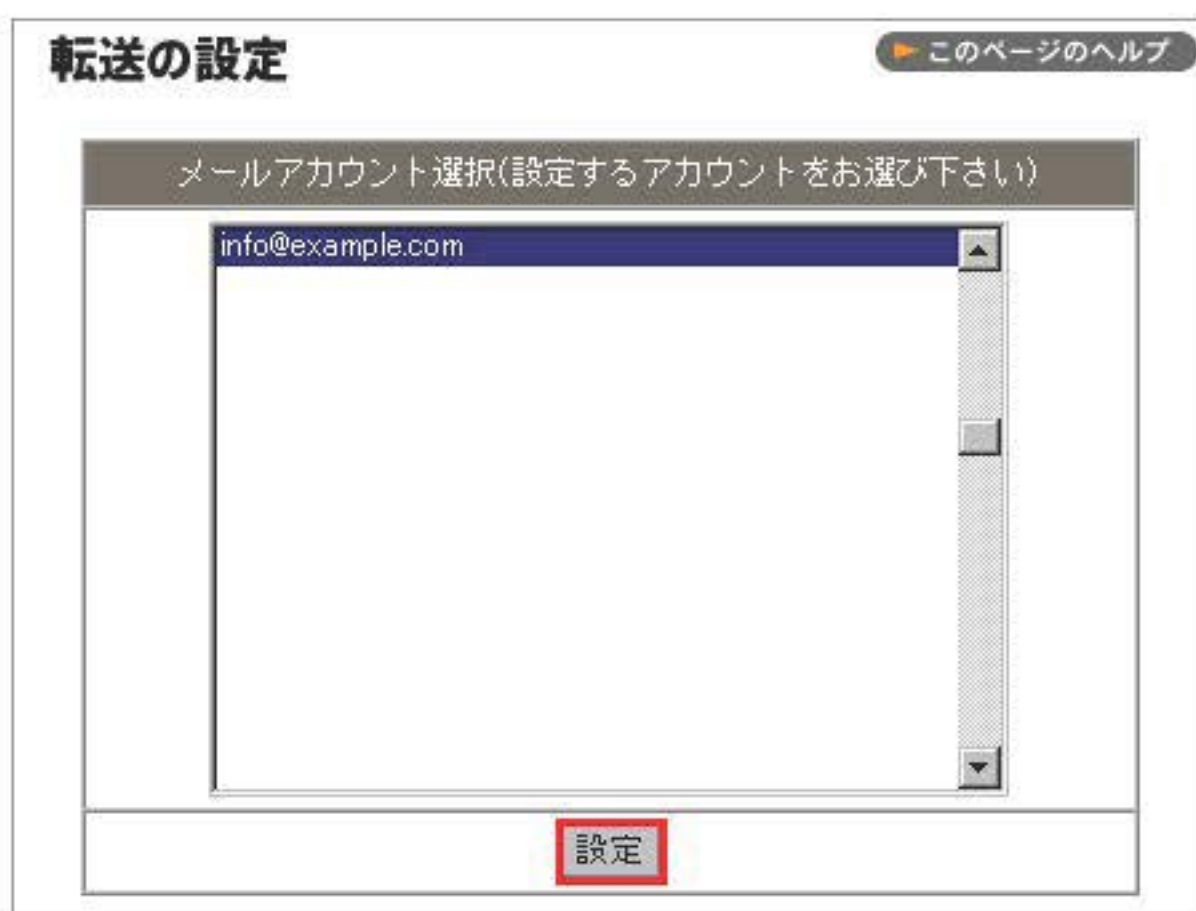 転送の設定
このページのヘルプ
メールアカウント選択(設定するアカウントをお選び下さい)
info@example.com
設定